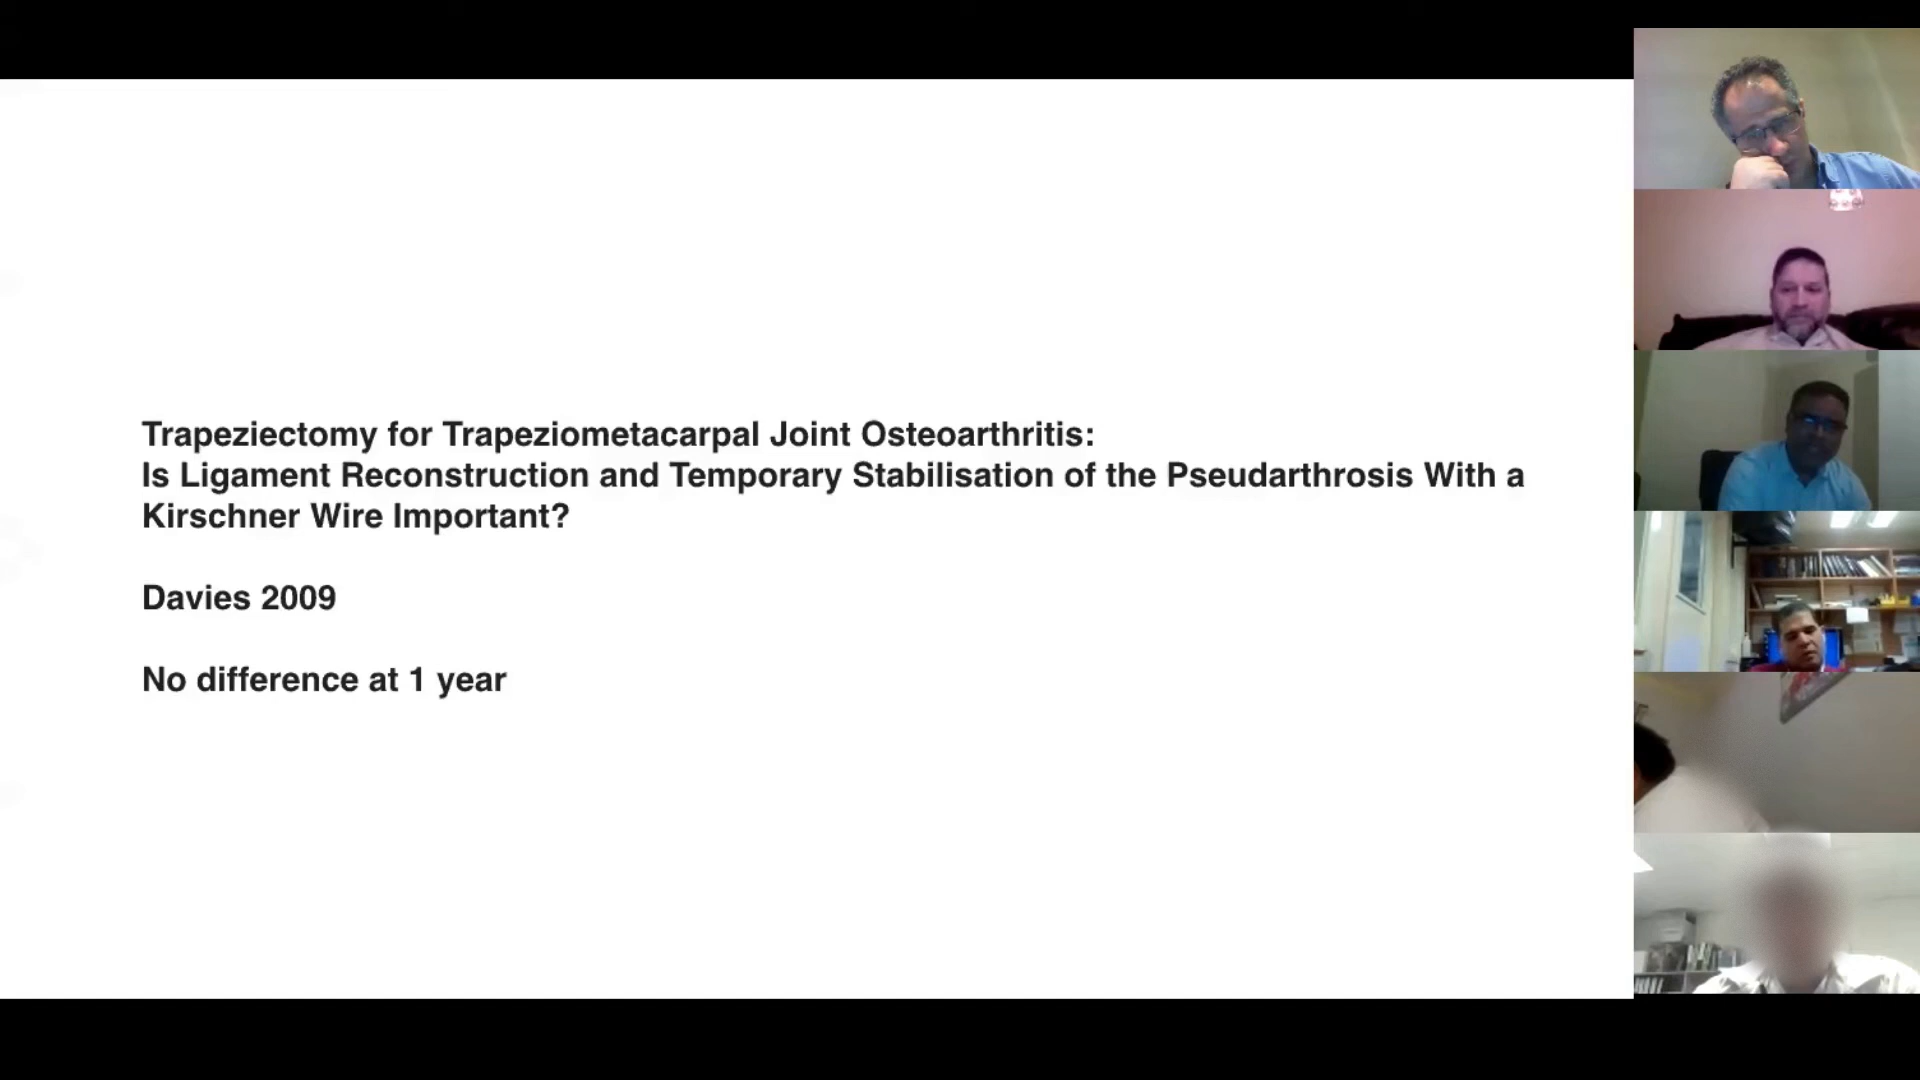 Trapeziectomy for Trapeziometacarpal Joint Osteoarthritis:
Is Ligament Reconstruction and Temporary Stabilisation of the Pseudarthrosis With a
Kirschner Wire Important?
Davies 2009
No difference at 1 year